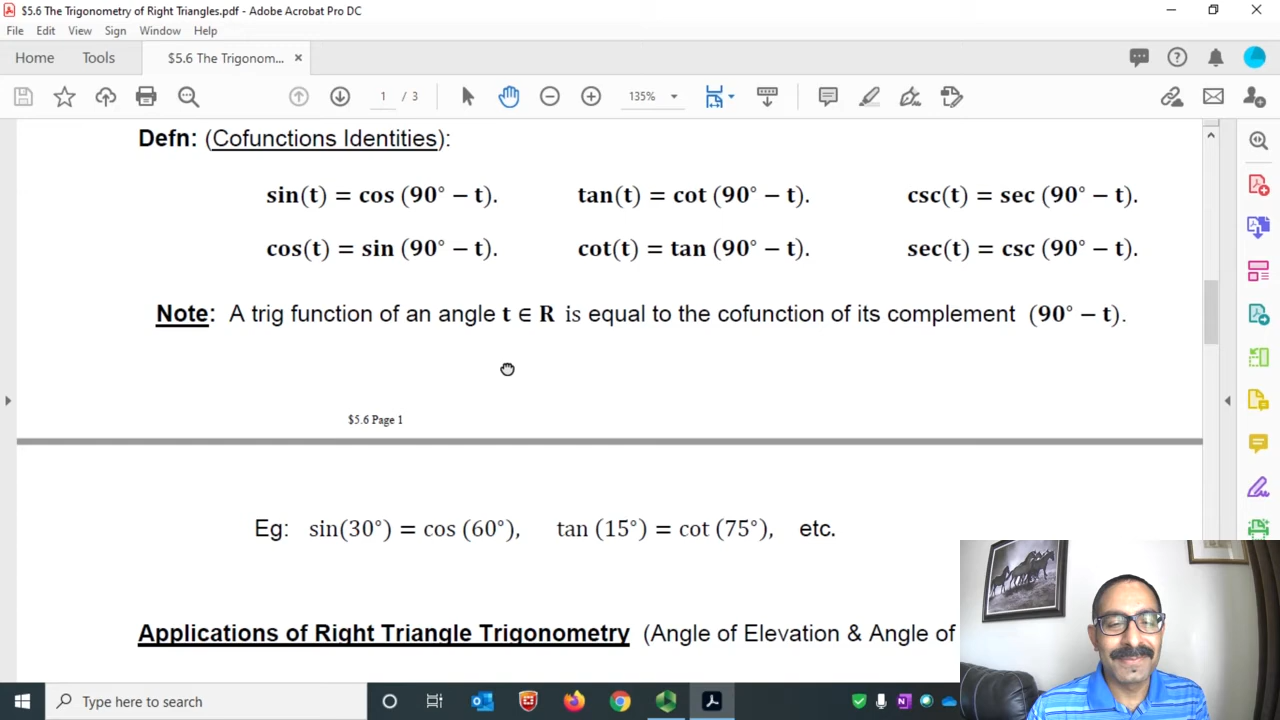 $5.6 The Trigonometry of Right Triangles.pdf - Adobe Acrobat Pro DC
File Edit View Sign Window Help
Home Tools $5.6 The Trigonom... ×
1 / 3 135%
Defn: (Cofunctions Identities):
sin(t) = cos (90° − t). tan(t) = cot (90° − t). csc(t) = sec (90° − t).
cos(t) = sin (90° − t). cot(t) = tan (90° − t). sec(t) = csc (90° − t).
Note: A trig function of an angle t ∈ R is equal to the cofunction of its complement (90° − t).
$5.6 Page 1
Eg: sin(30°) = cos (60°), tan (15°) = cot (75°), etc.
Applications of Right Triangle Trigonometry (Angle of Elevation & Angle of
Type here to search